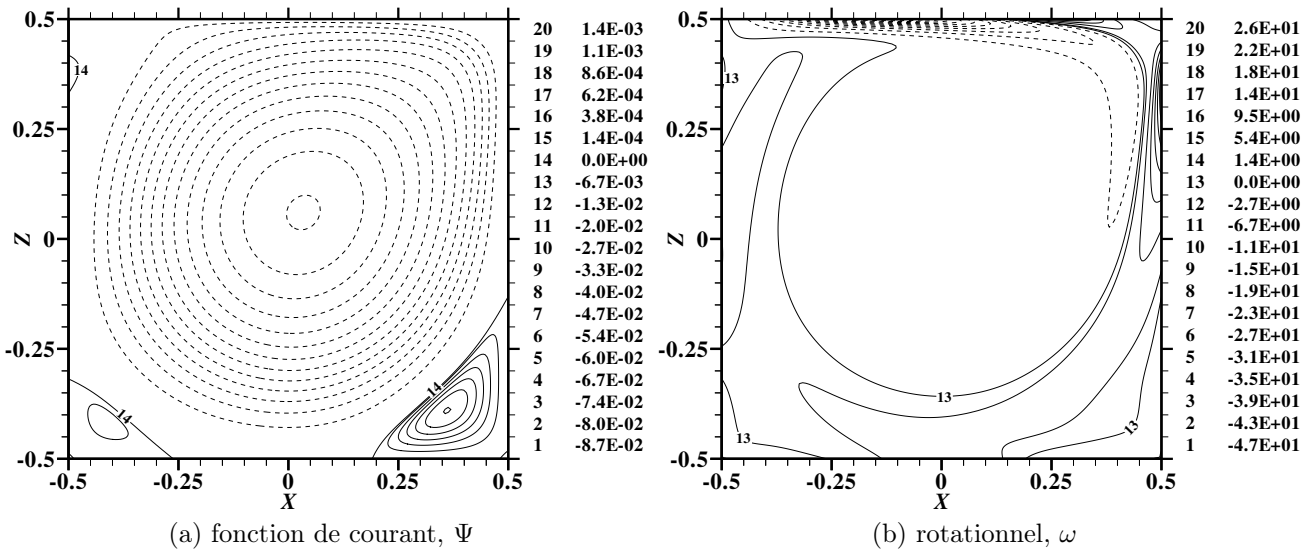 0.5
0.25
0
-0.25
-0.5
Z
-0.5
-0.25
0
0.25
0.5
X
14
14
14
20 1.4E-03
19 1.1E-03
18 8.6E-04
17 6.2E-04
16 3.8E-04
15 1.4E-04
14 0.0E+00
13 -6.7E-03
12 -1.3E-02
11 -2.0E-02
10 -2.7E-02
9 -3.3E-02
8 -4.0E-02
7 -4.7E-02
6 -5.4E-02
5 -6.0E-02
4 -6.7E-02
3 -7.4E-02
2 -8.0E-02
1 -8.7E-02
(a) fonction de courant, Ψ
0.5
0.25
0
-0.25
-0.5
Z
-0.5
-0.25
0
0.25
0.5
X
13
13
13
13
20 2.6E+01
19 2.2E+01
18 1.8E+01
17 1.4E+01
16 9.5E+00
15 5.4E+00
14 1.4E+00
13 0.0E+00
12 -2.7E+00
11 -6.7E+00
10 -1.1E+01
9 -1.5E+01
8 -1.9E+01
7 -2.3E+01
6 -2.7E+01
5 -3.1E+01
4 -3.5E+01
3 -3.9E+01
2 -4.3E+01
1 -4.7E+01
(b) rotationnel, ω